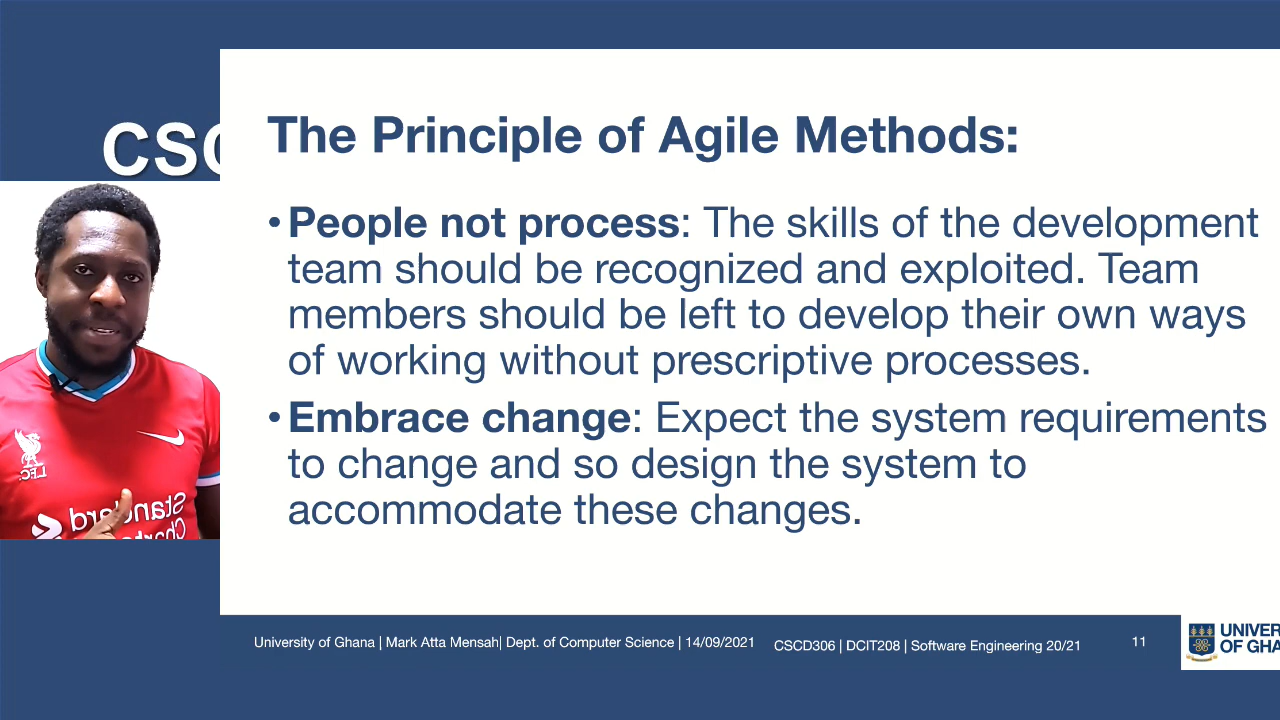 CSC
The Principle of Agile Methods:
• People not process: The skills of the development
team should be recognized and exploited. Team
members should be left to develop their own ways
of working without prescriptive processes.
• Embrace change: Expect the system requirements
to change and so design the system to
accommodate these changes.
LFC
Standard
Chartered
University of Ghana | Mark Atta Mensah| Dept. of Computer Science | 14/09/2021
CSCD306 | DCIT208 | Software Engineering 20/21
11
UNIVER
OF GHA